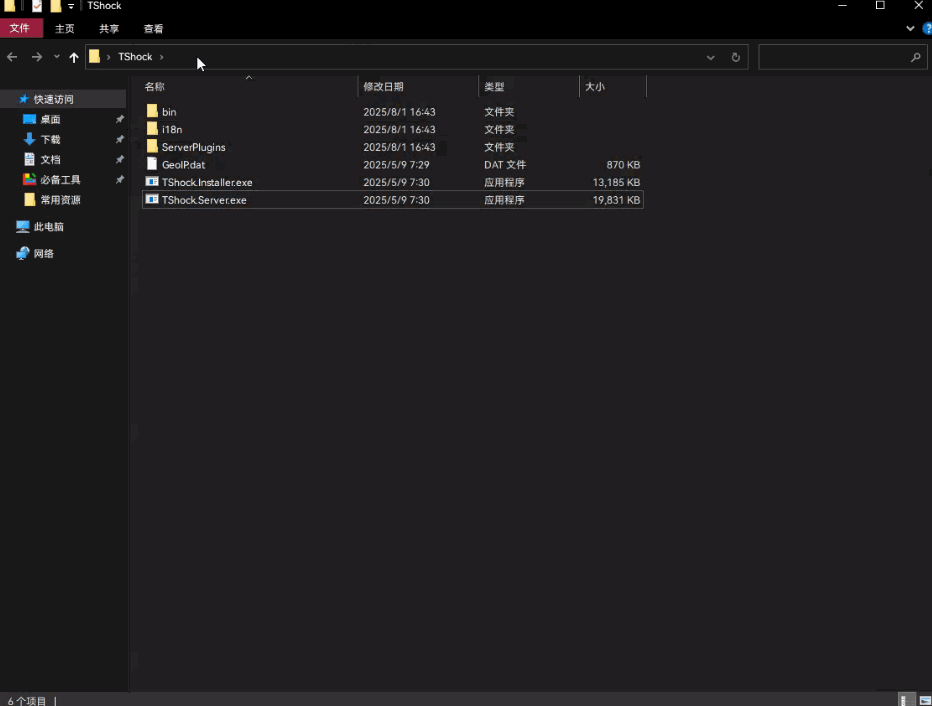 TShock
文件 主页 共享 查看
TShock
名称 修改日期 类型 大小
快速访问
桌面
下载
文档
必备工具
常用资源
此电脑
网络
bin 2025/8/1 16:43 文件夹
i18n 2025/8/1 16:43 文件夹
ServerPlugins 2025/8/1 16:43 文件夹
GeoIP.dat 2025/5/9 7:29 DAT 文件 870 KB
TShock.Installer.exe 2025/5/9 7:30 应用程序 13,185 KB
TShock.Server.exe 2025/5/9 7:30 应用程序 19,831 KB
6 个项目